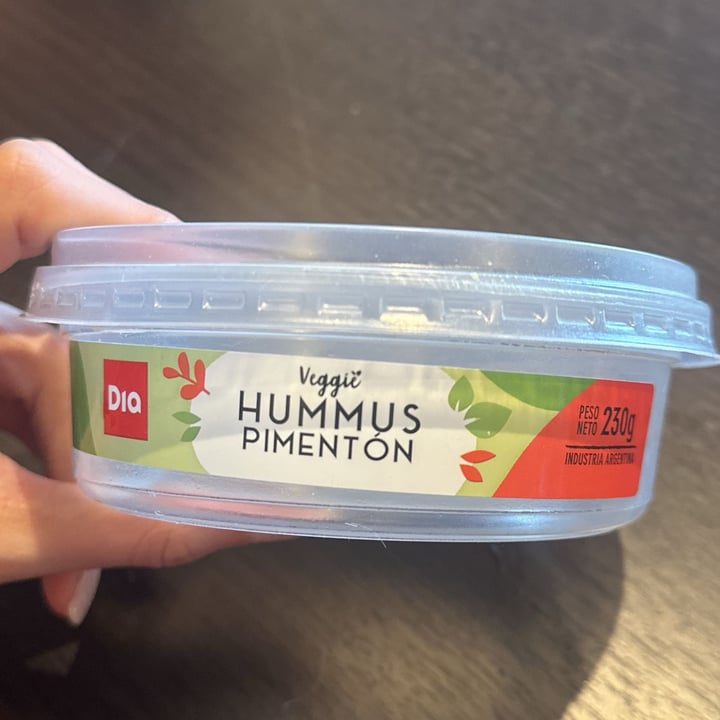 Dia
Veggie
HUMMUS
PIMENTÓN
PESO
NETO 230g
INDUSTRIA ARGENTINA